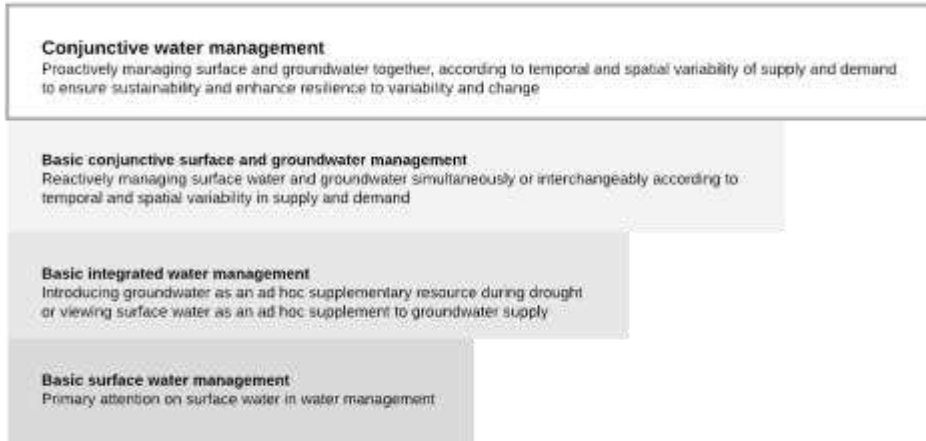 Conjunctive water management
Proactively managing surface and groundwater together, according to temporal and spatial variability of supply and demand
to ensure sustainability and enhance resilience to variability and change
Basic conjunctive surface and groundwater management
Reactively managing surface water and groundwater simultaneously or interchangeably according to
temporal and spatial variability in supply and demand
Basic integrated water management
Introducing groundwater as an ad hoc supplementary resource during drought
or viewing surface water as an ad hoc supplement to groundwater supply
Basic surface water management
Primary attention on surface water in water management